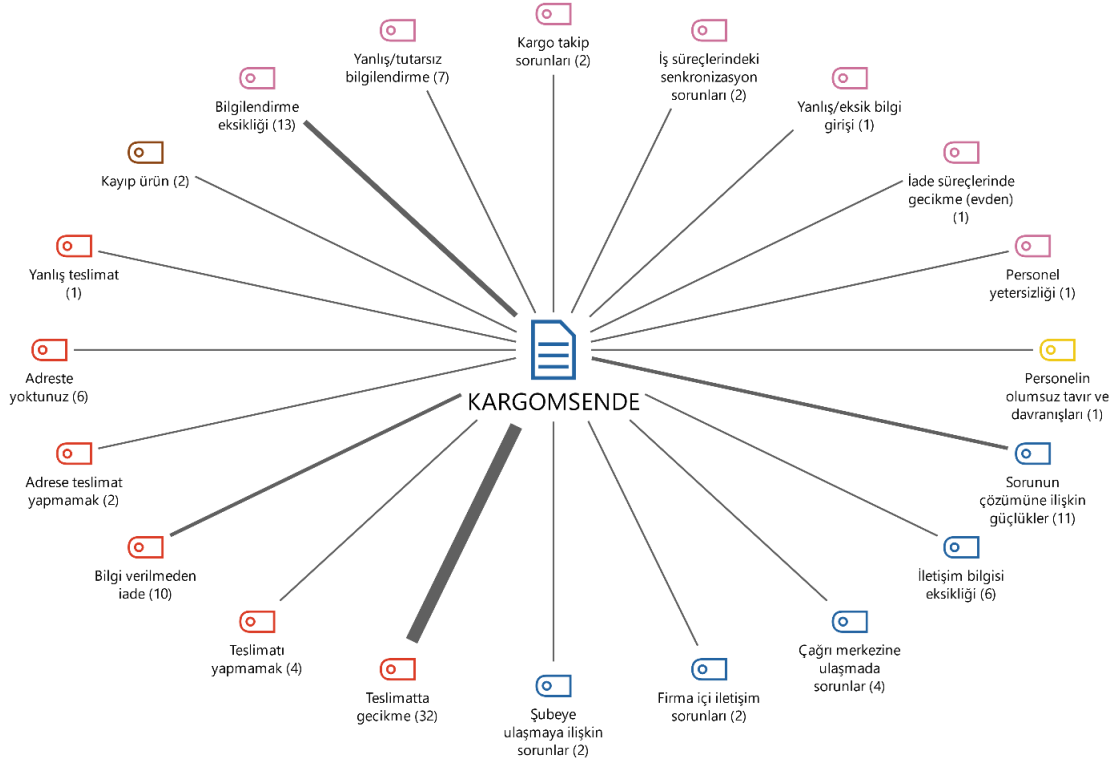 Kargo takip
sorunları (2)
İş süreçlerindeki
senkronizasyon
sorunları (2)
Yanlış/eksik bilgi
girişi (1)
İade süreçlerinde
gecikme (evden)
(1)
Personel
yetersizliği (1)
Personelin
olumsuz tavır ve
davranışları (1)
Sorunun
çözümüne ilişkin
güçlükler (11)
İletişim bilgisi
eksikliği (6)
Çağrı merkezine
ulaşmada
sorunlar (4)
Firma içi iletişim
sorunları (2)
Şubeye
ulaşmaya ilişkin
sorunlar (2)
Teslimatta
gecikme (32)
Teslimatı
yapmamak (4)
Bilgi verilmeden
iade (10)
Adrese teslimat
yapmamak (2)
Adreste
yoktunuz (6)
Yanlış teslimat
(1)
Kayıp ürün (2)
Bilgilendirme
eksikliği (13)
Yanlış/tutarsız
bilgilendirme (7)
KARGOMSENDE